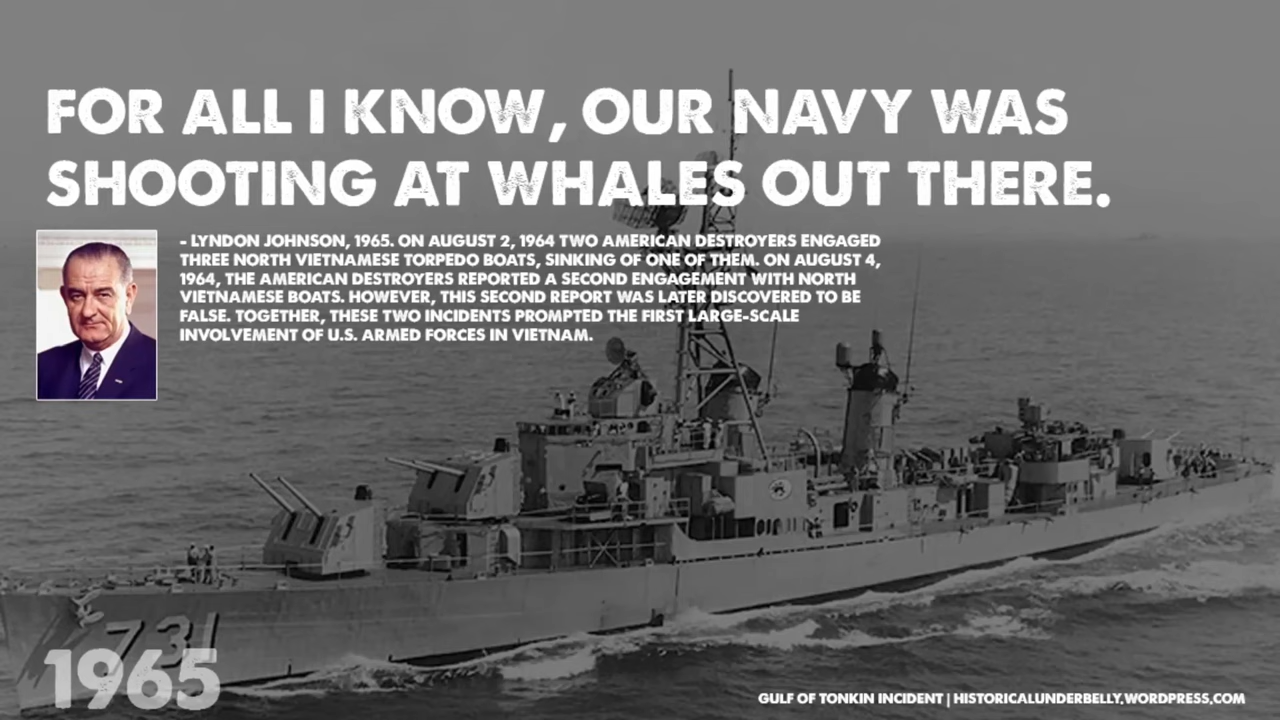 FOR ALL I KNOW, OUR NAVY WAS
SHOOTING AT WHALES OUT THERE.
- LYNDON JOHNSON, 1965. ON AUGUST 2, 1964 TWO AMERICAN DESTROYERS ENGAGED
THREE NORTH VIETNAMESE TORPEDO BOATS, SINKING OF ONE OF THEM. ON AUGUST 4,
1964, THE AMERICAN DESTROYERS REPORTED A SECOND ENGAGEMENT WITH NORTH
VIETNAMESE BOATS. HOWEVER, THIS SECOND REPORT WAS LATER DISCOVERED TO BE
FALSE. TOGETHER, THESE TWO INCIDENTS PROMPTED THE FIRST LARGE-SCALE
INVOLVEMENT OF U.S. ARMED FORCES IN VIETNAM.
731
1965
GULF OF TONKIN INCIDENT | HISTORICALUNDERBELLY.WORDPRESS.COM